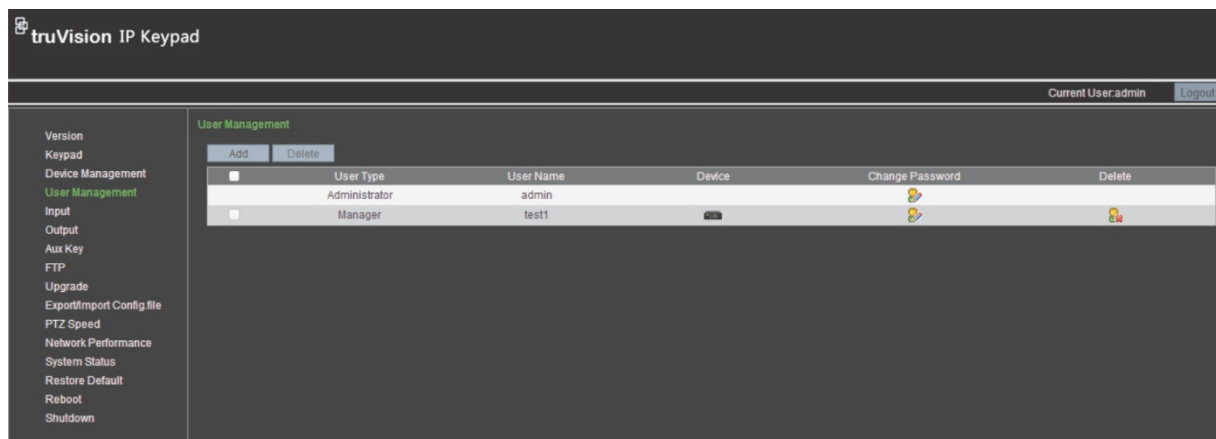 truVision IP Keypad
Current User:admin Logout
Version
Keypad
Device Management
User Management
Input
Output
Aux Key
FTP
Upgrade
Export/Import Config.file
PTZ Speed
Network Performance
System Status
Restore Default
Reboot
Shutdown
User Management
Add Delete
User Type User Name Device Change Password Delete
Administrator admin
Manager test1